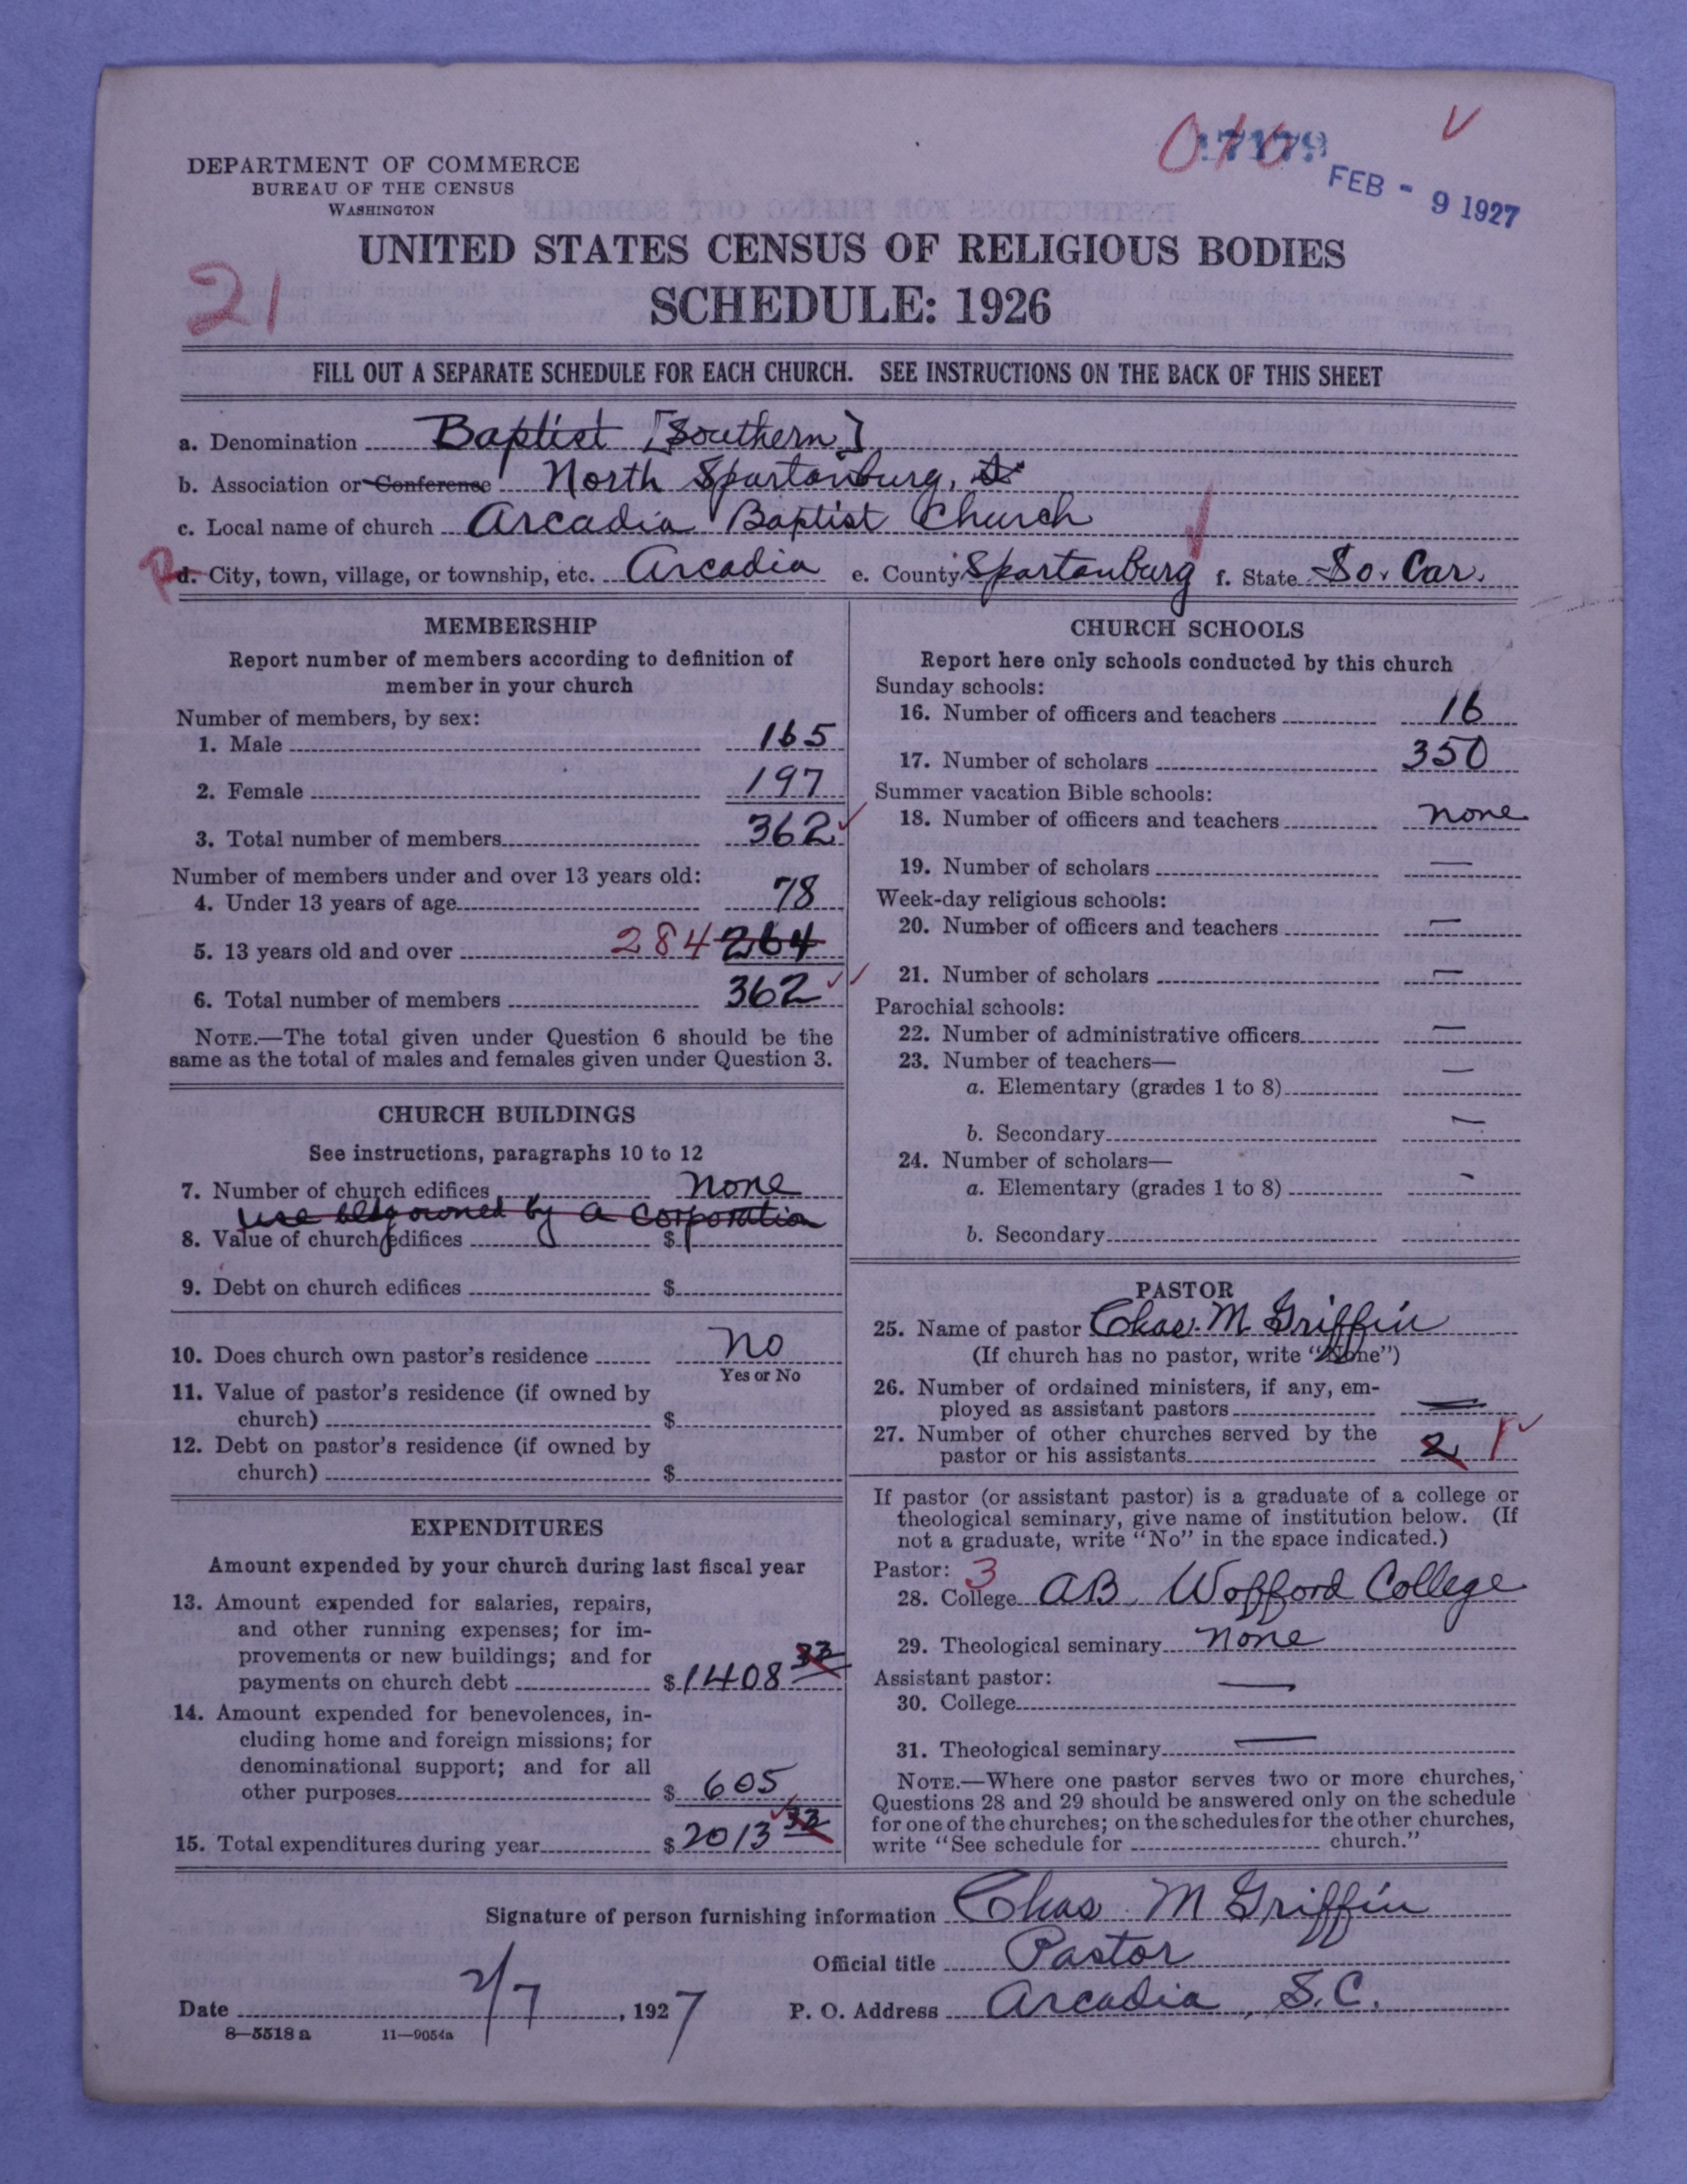 DEPARTMENT OF COMMERCE
BUREAU OF THE CENSUS
WASHINGTON
17179
FEB - 9 1927
UNITED STATES CENSUS OF RELIGIOUS BODIES
21
SCHEDULE: 1926
FILL OUT A SEPARATE SCHEDULE FOR EACH CHURCH. SEE INSTRUCTIONS ON THE BACK OF THIS SHEET
a. Denomination Baptist [Southern]
b. Association or Conference North Spartanburg,
c. Local name of church Arcadia Baptist Church
d. City, town, village, or township, etc. Arcadia e. County Spartanburg f. State So. Car.
MEMBERSHIP
Report number of members according to definition of
member in your church
Number of members, by sex:
1. Male 165
2. Female 197
3. Total number of members 362
Number of members under and over 13 years old:
4. Under 13 years of age 78
5. 13 years old and over 284 264
6. Total number of members 362
NOTE.—The total given under Question 6 should be the
same as the total of males and females given under Question 3.
CHURCH BUILDINGS
See instructions, paragraphs 10 to 12
7. Number of church edifices none
use bldg owned by a corporation
8. Value of church edifices $
9. Debt on church edifices $
10. Does church own pastor's residence No
Yes or No
11. Value of pastor's residence (if owned by
church) $
12. Debt on pastor's residence (if owned by
church) $
EXPENDITURES
Amount expended by your church during last fiscal year
13. Amount expended for salaries, repairs,
and other running expenses; for im-
provements or new buildings; and for
payments on church debt $1408 33
14. Amount expended for benevolences, in-
cluding home and foreign missions; for
denominational support; and for all
other purposes $ 605
15. Total expenditures during year $2013 33
CHURCH SCHOOLS
Report here only schools conducted by this church
Sunday schools:
16. Number of officers and teachers 16
17. Number of scholars 350
Summer vacation Bible schools:
18. Number of officers and teachers none
19. Number of scholars —
Week-day religious schools:
20. Number of officers and teachers —
21. Number of scholars —
Parochial schools:
22. Number of administrative officers —
23. Number of teachers—
a. Elementary (grades 1 to 8) —
b. Secondary —
24. Number of scholars—
a. Elementary (grades 1 to 8) -
b. Secondary
PASTOR
25. Name of pastor Chas. M Griffin
(If church has no pastor, write "None")
26. Number of ordained ministers, if any, em-
ployed as assistant pastors —
27. Number of other churches served by the
pastor or his assistants 2 1
If pastor (or assistant pastor) is a graduate of a college or
theological seminary, give name of institution below. (If
not a graduate, write "No" in the space indicated.)
Pastor: 3
28. College AB. Wofford College
29. Theological seminary none
Assistant pastor:
30. College —
31. Theological seminary —
NOTE.—Where one pastor serves two or more churches,
Questions 28 and 29 should be answered only on the schedule
for one of the churches; on the schedules for the other churches,
write "See schedule for church."
Signature of person furnishing information Chas. M Griffin
Official title Pastor
Date 2/7, 1927 P. O. Address Arcadia, S.C.
8—5518 a 11—9054a